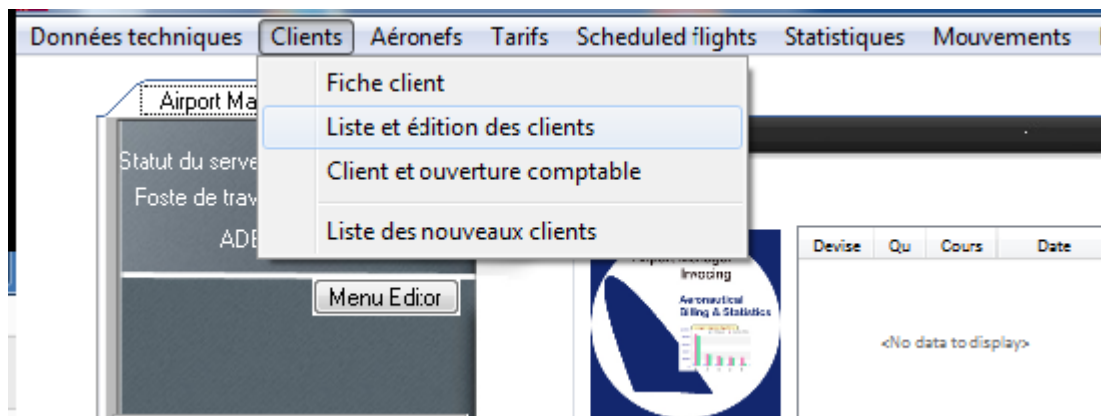 Données techniques Clients Aéronefs Tarifs Scheduled flights Statistiques Mouvements
Fiche client
Liste et édition des clients
Client et ouverture comptable
Liste des nouveaux clients
Airport Ma
Statut du serve
Foste de trav
ADE
Menu Editor
Invocing
Aeronautical
Billing & Statistics
Devise Qu Cours Date
<No data to display>